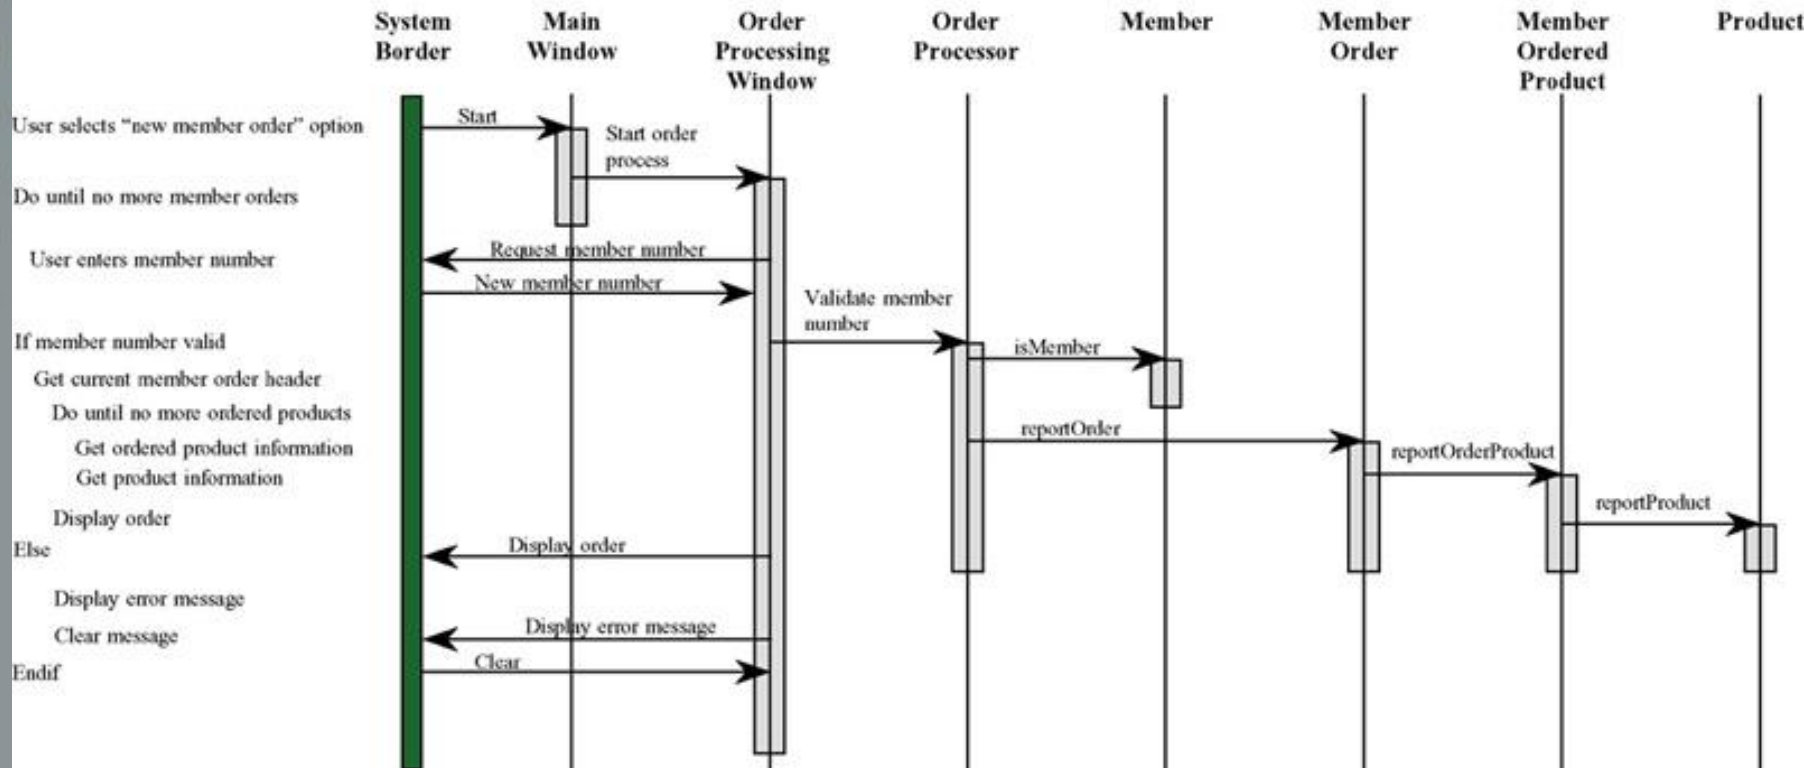 System
Border
Main
Window
Order
Processing
Window
Order
Processor
Member
Member
Order
Member
Ordered
Product
Product
User selects “new member order” option
Start
Start order
process
Do until no more member orders
Request member number
User enters member number
New member number
Validate member
number
If member number valid
isMember
Get current member order header
Do until no more ordered products
reportOrder
Get ordered product information
reportOrderProduct
Get product information
reportProduct
Display order
Else
Display order
Display error message
Display error message
Clear message
Clear
Endif